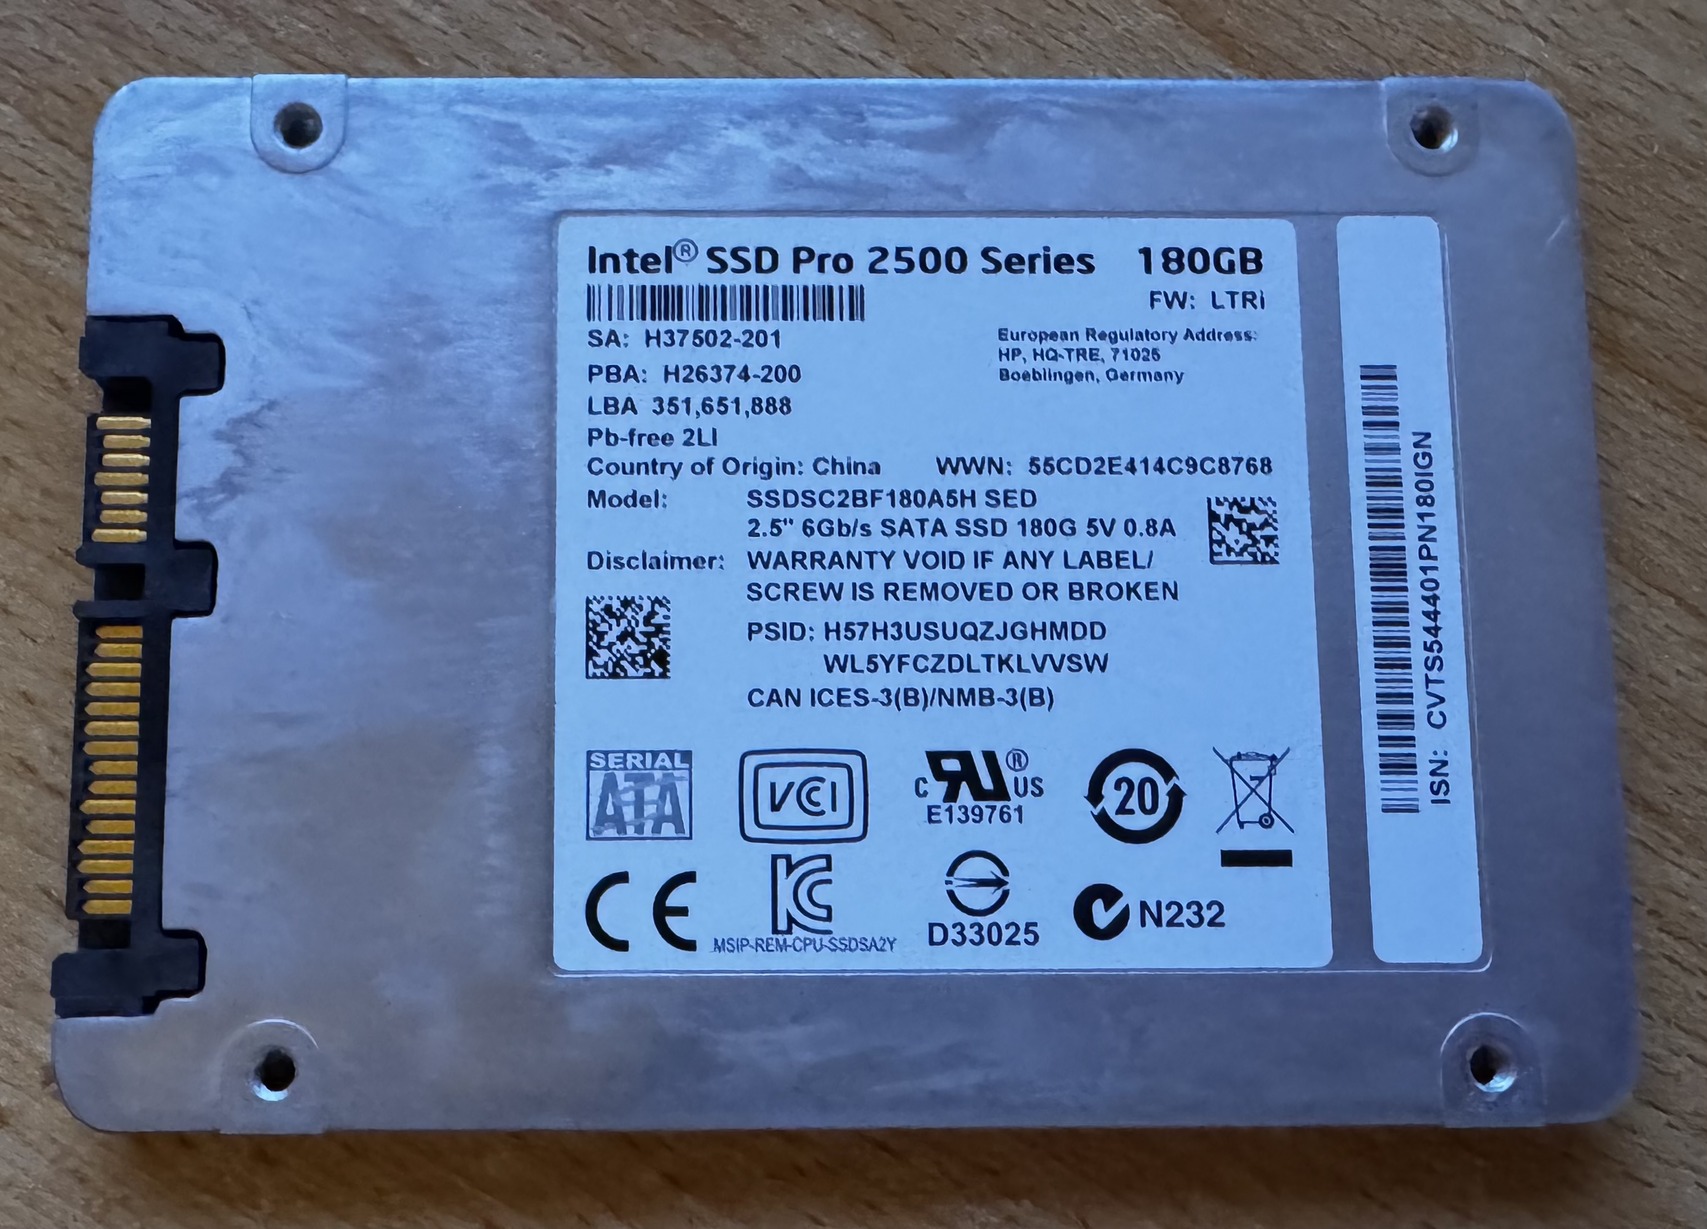 Intel® SSD Pro 2500 Series 180GB
FW: LTRi
SA: H37502-201
European Regulatory Address:
HP, HQ-TRE, 71025
Boeblingen, Germany
PBA: H26374-200
LBA 351,651,888
Pb-free 2LI
Country of Origin: China WWN: 55CD2E414C9C8768
Model: SSDSC2BF180A5H SED
2.5" 6Gb/s SATA SSD 180G 5V 0.8A
Disclaimer: WARRANTY VOID IF ANY LABEL/
SCREW IS REMOVED OR BROKEN
PSID: H57H3USUQZJGHMDD
WL5YFCZDLTKLVVSW
CAN ICES-3(B)/NMB-3(B)
SERIAL
ATA
VCI
c RU ® US
E139761
20
CE
KC
MSIP-REM-CPU-SSDSA2Y
D33025
N232
ISN: CVTS544401PN180IGN